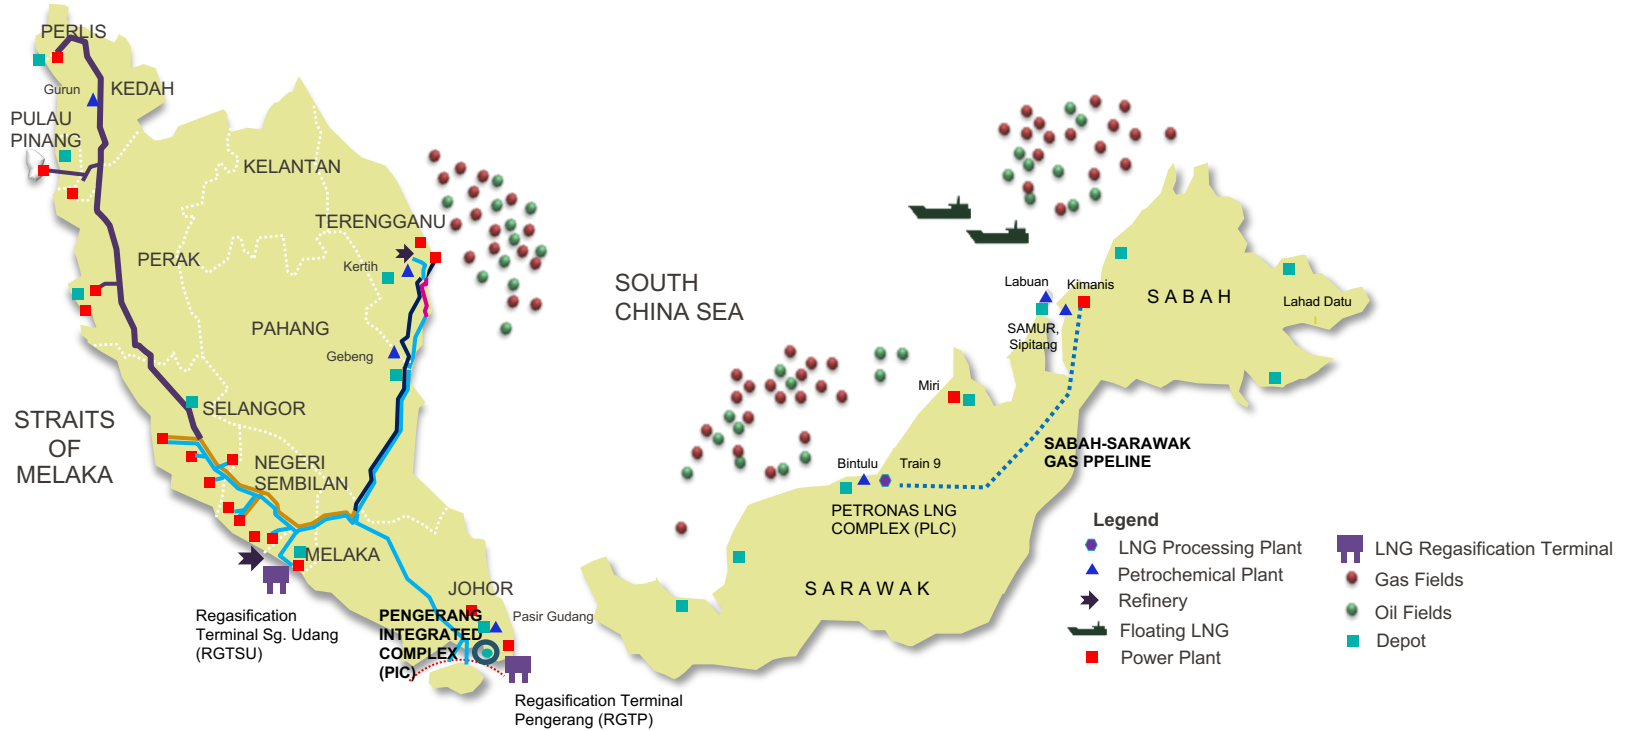 PERLIS
Gurun
KEDAH
PULAU
PINANG
KELANTAN
TERENGGANU
PERAK
Kertih
PAHANG
Gebeng
SELANGOR
STRAITS
OF
MELAKA
NEGERI
SEMBILAN
MELAKA
JOHOR
Pasir Gudang
Regasification
Terminal Sg. Udang
(RGTSU)
PENGERANG
INTEGRATED
COMPLEX
(PIC)
Regasification Terminal
Pengerang (RGTP)
SOUTH
CHINA SEA
Labuan
Kimanis
SABAH
Lahad Datu
SAMUR,
Sipitang
Miri
SABAH-SARAWAK
GAS PPELINE
Bintulu
Train 9
PETRONAS LNG
COMPLEX (PLC)
SARAWAK
Legend
LNG Processing Plant
Petrochemical Plant
Refinery
Floating LNG
Power Plant
LNG Regasification Terminal
Gas Fields
Oil Fields
Depot